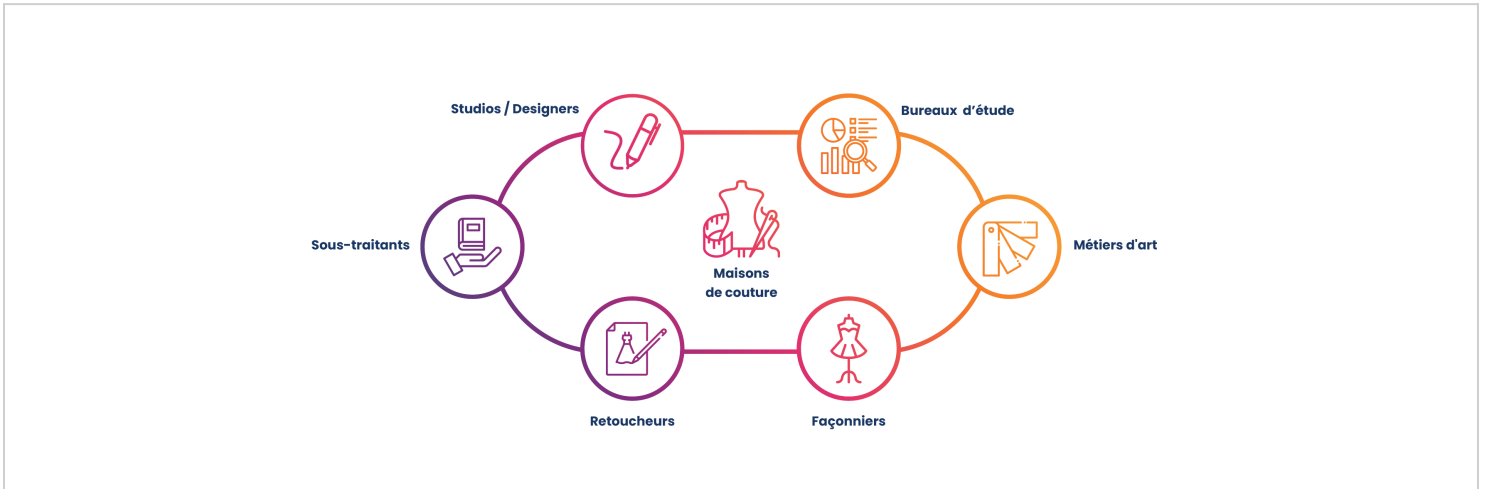 Studios / Designers
Bureaux d’étude
Sous-traitants
Métiers d'art
Maisons
de couture
Retoucheurs
Façonniers